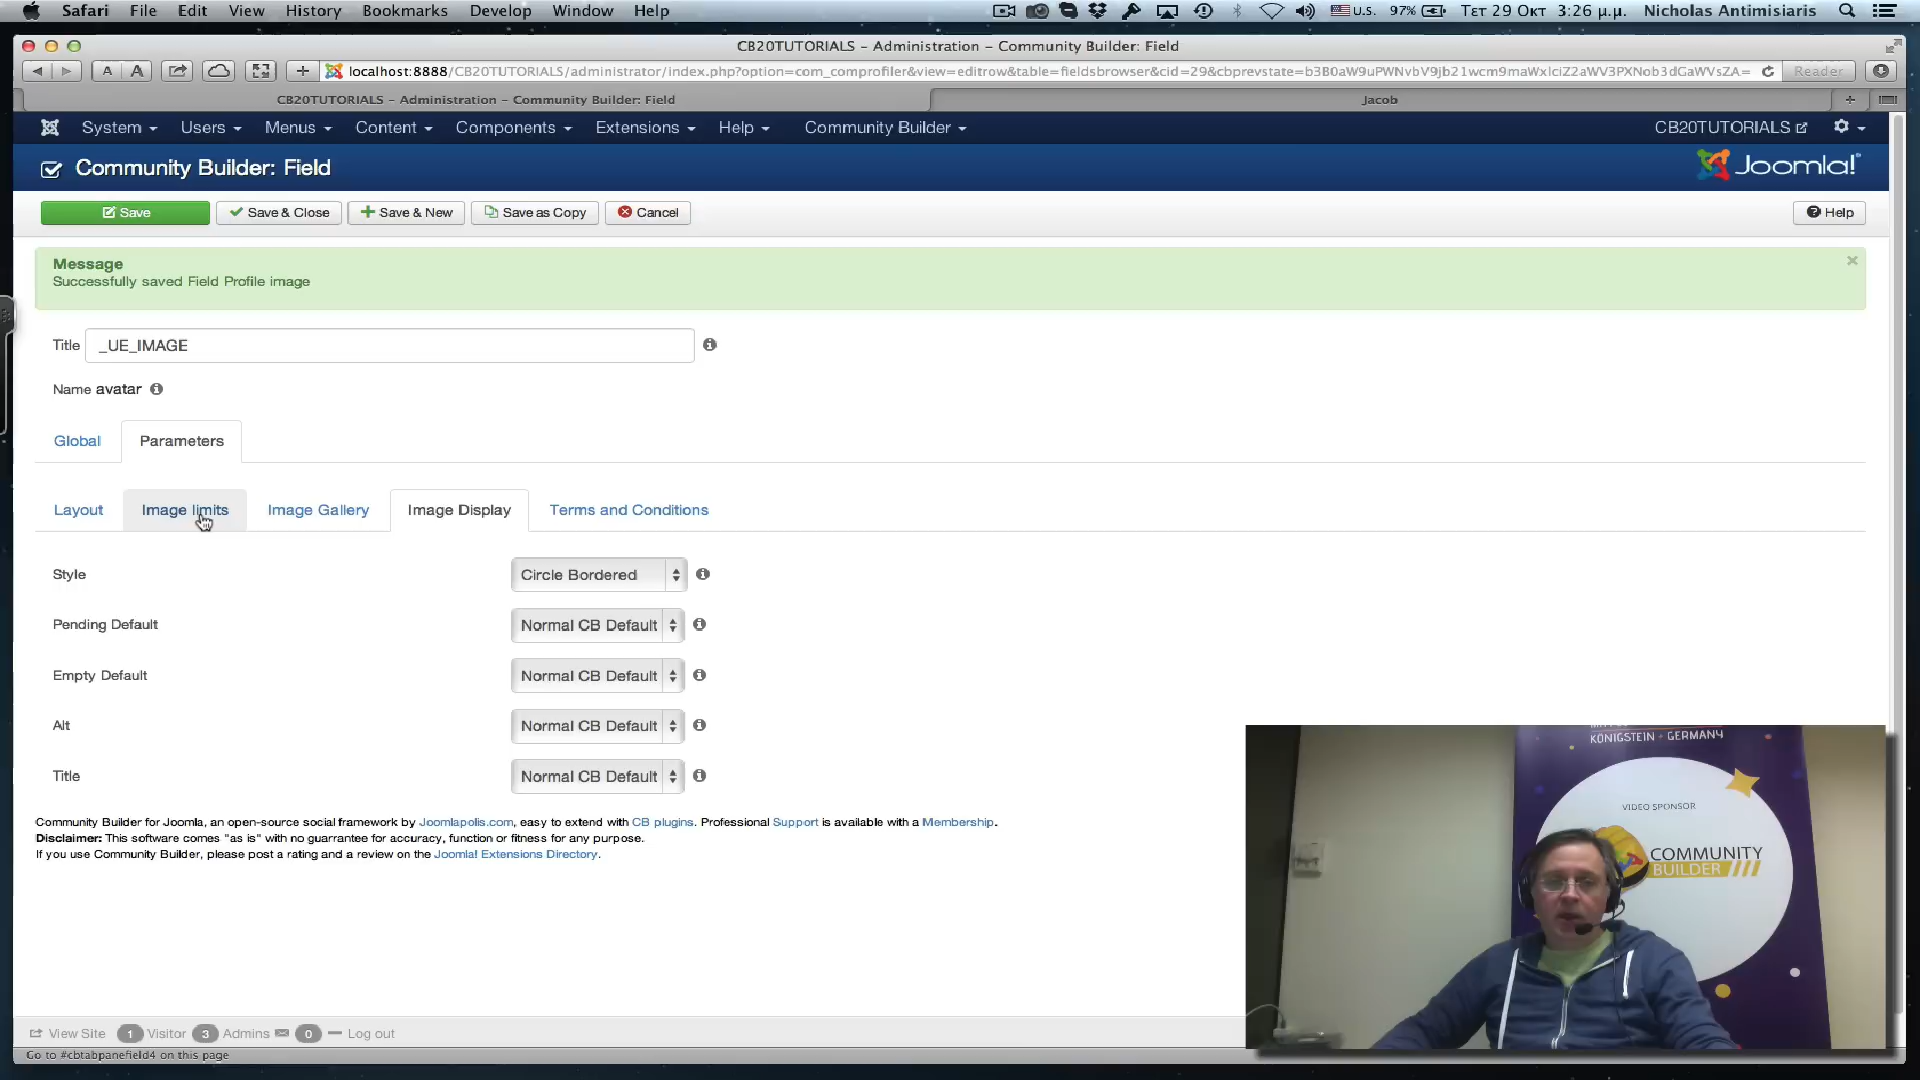 Safari File Edit View History Bookmarks Develop Window Help U.S. 97% Τετ 29 Οκτ 3:26 μ.μ. Nicholas Antimisiaris
CB20TUTORIALS – Administration – Community Builder: Field
A A localhost:8888/CB20TUTORIALS/administrator/index.php?option=com_comprofiler&view=editrow&table=fieldsbrowser&cid=29&cbprevstate=b3B0aW9uPWNvbV9jb21wcm9maWxlciZ2aWV3PXNob3dGaWVsZA= Reader
CB20TUTORIALS – Administration – Community Builder: Field Jacob
System Users Menus Content Components Extensions Help Community Builder CB20TUTORIALS
Community Builder: Field Joomla!
Save Save & Close Save & New Save as Copy Cancel Help
Message
Successfully saved Field Profile image
Title _UE_IMAGE
Name avatar
Global Parameters
Layout Image limits Image Gallery Image Display Terms and Conditions
Style Circle Bordered
Pending Default Normal CB Default
Empty Default Normal CB Default
Alt Normal CB Default
Title Normal CB Default
Community Builder for Joomla, an open-source social framework by Joomlapolis.com, easy to extend with CB plugins. Professional Support is available with a Membership.
Disclaimer: This software comes "as is" with no guarrantee for accuracy, function or fitness for any purpose.
If you use Community Builder, please post a rating and a review on the Joomla! Extensions Directory.
KÖNIGSTEIN - GERMANY
VIDEO SPONSOR
COMMUNITY
BUILDER
View Site 1 Visitor 3 Admins 0 Log out
Go to #cbtabpanefield4 on this page